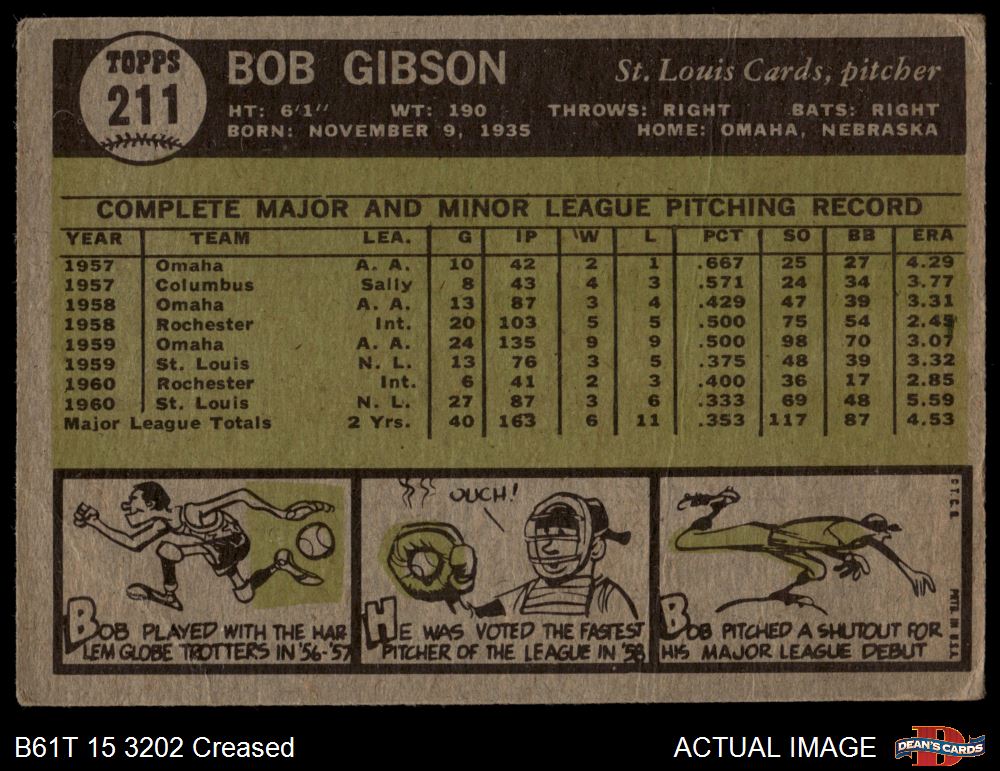 TOPPS
211
BOB GIBSON
St. Louis Cards, pitcher
HT: 6'1" WT: 190 THROWS: RIGHT BATS: RIGHT
BORN: NOVEMBER 9, 1935 HOME: OMAHA, NEBRASKA
COMPLETE MAJOR AND MINOR LEAGUE PITCHING RECORD
YEAR TEAM LEA. G IP W L PCT SO BB ERA
1957 Omaha A. A. 10 42 2 1 .667 25 27 4.29
1957 Columbus Sally 8 43 4 3 .571 24 34 3.77
1958 Omaha A. A. 13 87 3 4 .429 47 39 3.31
1958 Rochester Int. 20 103 5 5 .500 75 54 2.45
1959 Omaha A. A. 24 135 9 9 .500 98 70 3.07
1959 St. Louis N. L. 13 76 3 5 .375 48 39 3.32
1960 Rochester Int. 6 41 2 3 .400 36 17 2.85
1960 St. Louis N. L. 27 87 3 6 .333 69 48 5.59
Major League Totals 2 Yrs. 40 163 6 11 .353 117 87 4.53
BOB PLAYED WITH THE HAR
LEM GLOBE TROTTERS IN '56-'57
OUCH!
HE WAS VOTED THE FASTEST
PITCHER OF THE LEAGUE IN '58
BOB PITCHED A SHUTOUT FOR
HIS MAJOR LEAGUE DEBUT
©T.C.G. PRTD. IN U.S.A.
B61T 15 3202 Creased
ACTUAL IMAGE
D
DEAN'S CARDS